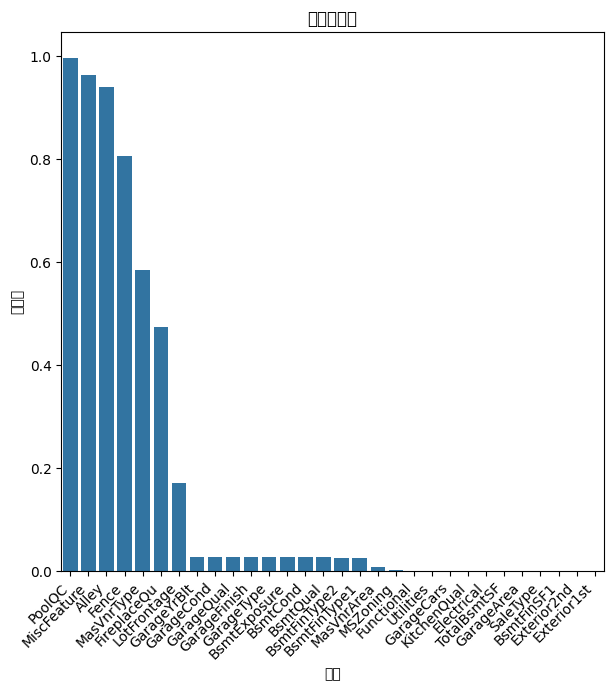 1.0
0.8
0.6
0.4
0.2
0.0
PoolQC
MiscFeature
Alley
Fence
MasVnrType
FireplaceQu
LotFrontage
GarageYrBlt
GarageCond
GarageQual
GarageFinish
GarageType
BsmtExposure
BsmtCond
BsmtQual
BsmtFinType2
BsmtFinType1
MasVnrArea
MSZoning
Functional
Utilities
GarageCars
KitchenQual
Electrical
TotalBsmtSF
GarageArea
SaleType
BsmtFinSF1
Exterior2nd
Exterior1st